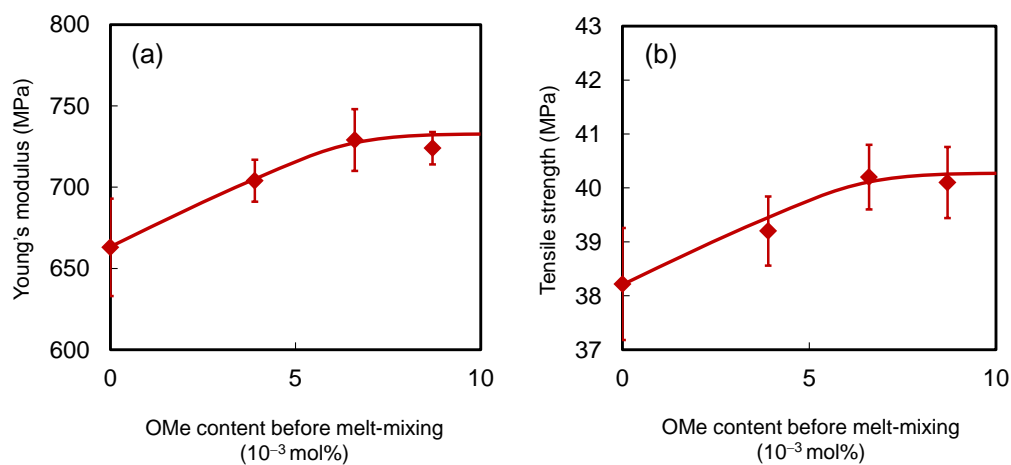 (a)
Young's modulus (MPa)
800
750
700
650
600
0
5
10
OMe content before melt-mixing
(10⁻³ mol%)
(b)
Tensile strength (MPa)
43
42
41
40
39
38
37
0
5
10
OMe content before melt-mixing
(10⁻³ mol%)